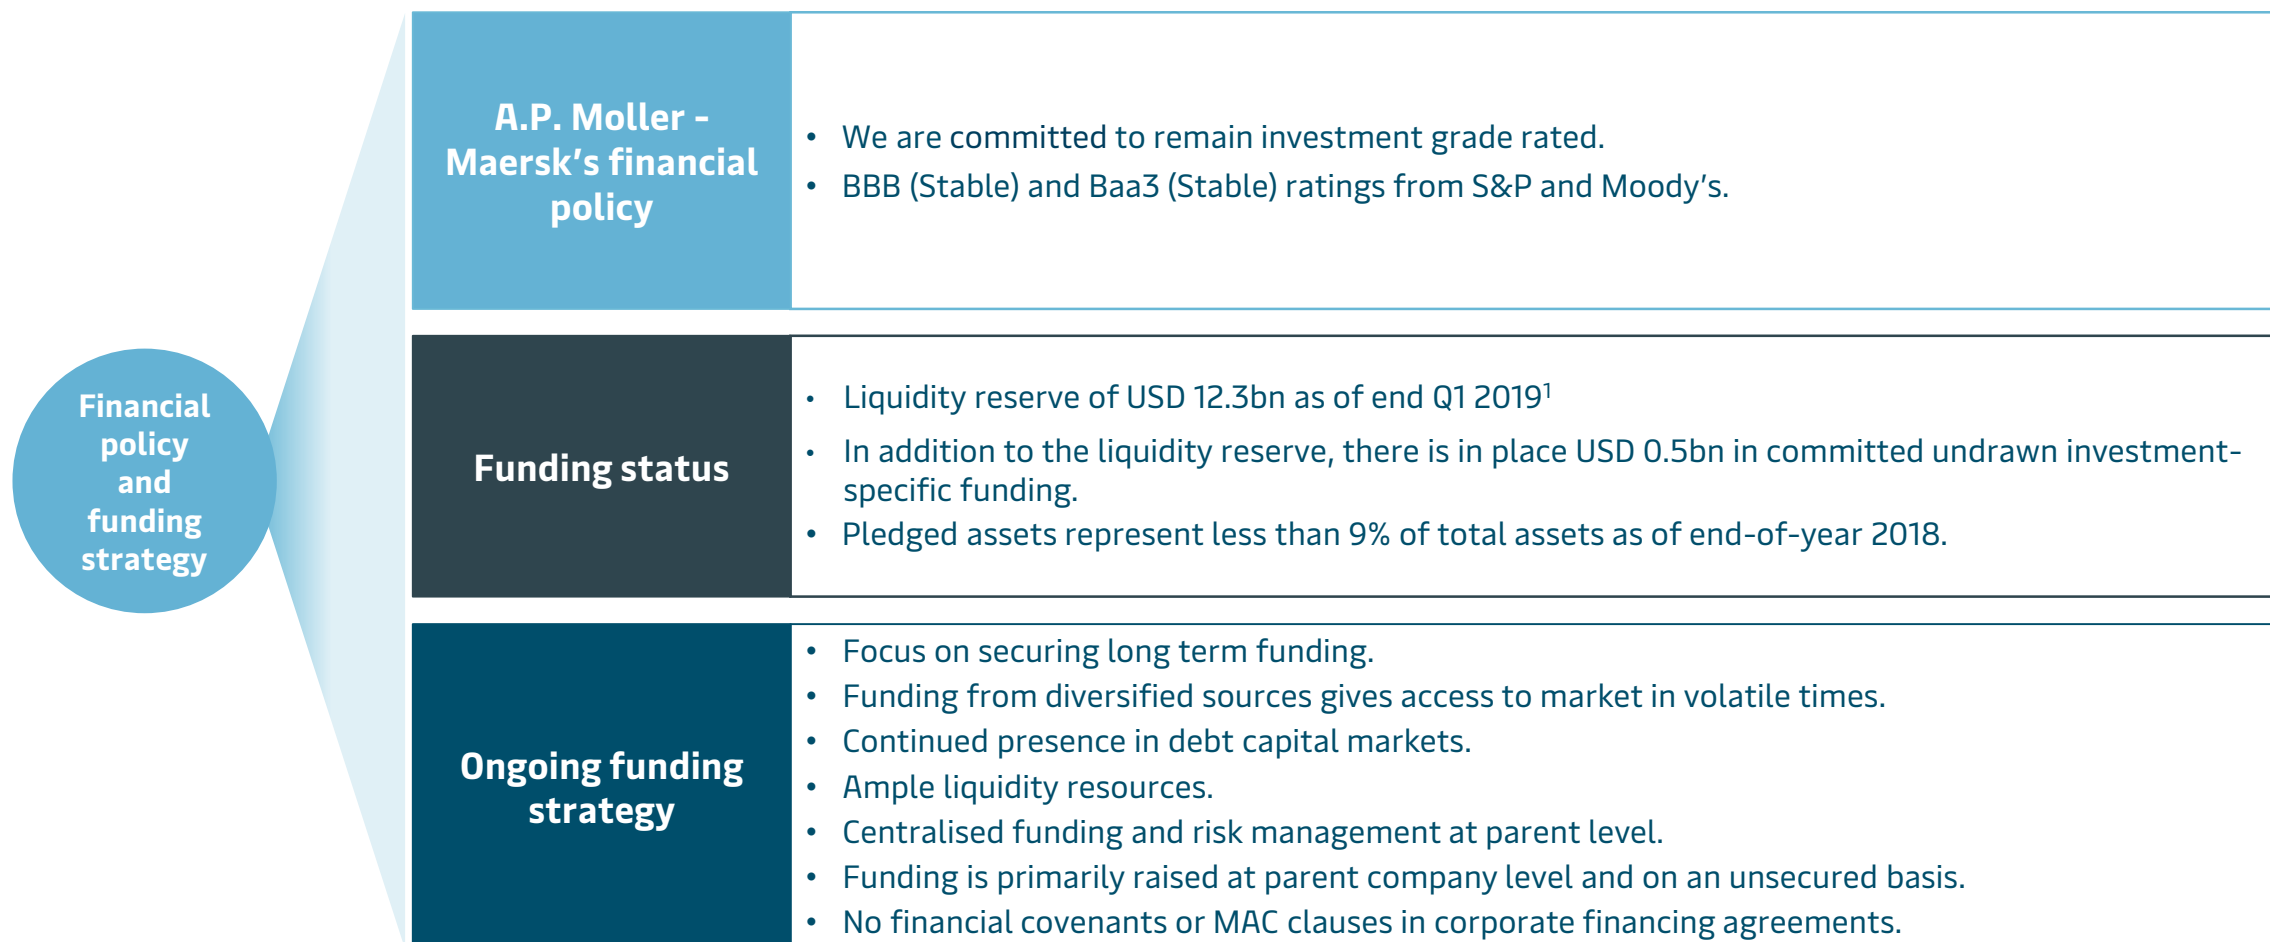 Financial
policy
and
funding
strategy
A.P. Moller -
Maersk's financial
policy
• We are committed to remain investment grade rated.
• BBB (Stable) and Baa3 (Stable) ratings from S&P and Moody's.
Funding status
• Liquidity reserve of USD 12.3bn as of end Q1 2019¹
• In addition to the liquidity reserve, there is in place USD 0.5bn in committed undrawn investment-
specific funding.
• Pledged assets represent less than 9% of total assets as of end-of-year 2018.
Ongoing funding
strategy
• Focus on securing long term funding.
• Funding from diversified sources gives access to market in volatile times.
• Continued presence in debt capital markets.
• Ample liquidity resources.
• Centralised funding and risk management at parent level.
• Funding is primarily raised at parent company level and on an unsecured basis.
• No financial covenants or MAC clauses in corporate financing agreements.